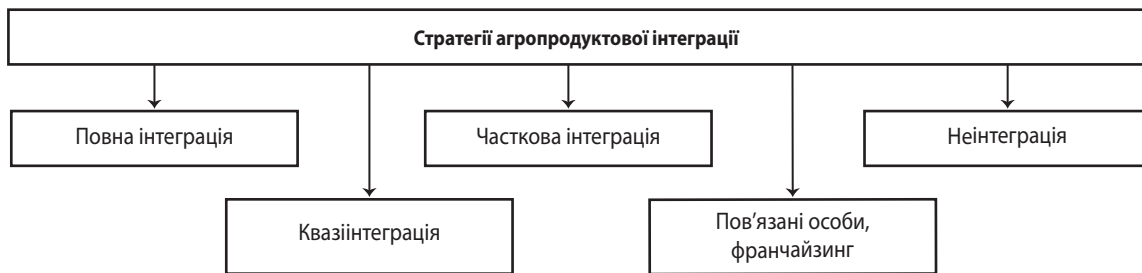 Стратегії агропродуктової інтеграції
Повна інтеграція
Часткова інтеграція
Неінтеграція
Квазіінтеграція
Пов’язані особи,
франчайзинг